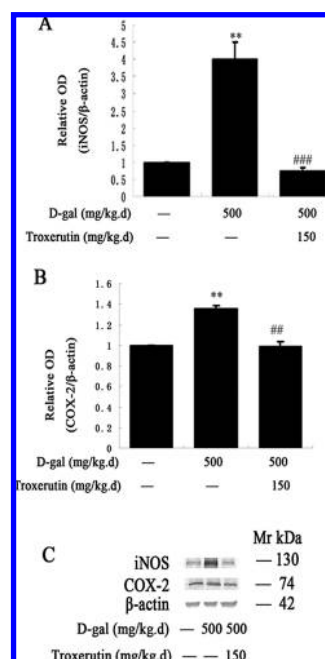 A
Relative OD
(iNOS/β-actin)
5
4.5
4
3.5
3
2.5
2
1.5
1
0.5
0
**
###
D-gal (mg/kg.d) — 500 500
Troxerutin (mg/kg.d) — — 150
B
Relative OD
(COX-2/β-actin)
1.6
1.4
1.2
1
0.8
0.6
0.4
0.2
0
**
##
D-gal (mg/kg.d) — 500 500
Troxerutin (mg/kg.d) — — 150
C
Mr kDa
iNOS — 130
COX-2 — 74
β-actin — 42
D-gal (mg/kg.d) — 500 500
Troxerutin (mg/kg.d) — — 150